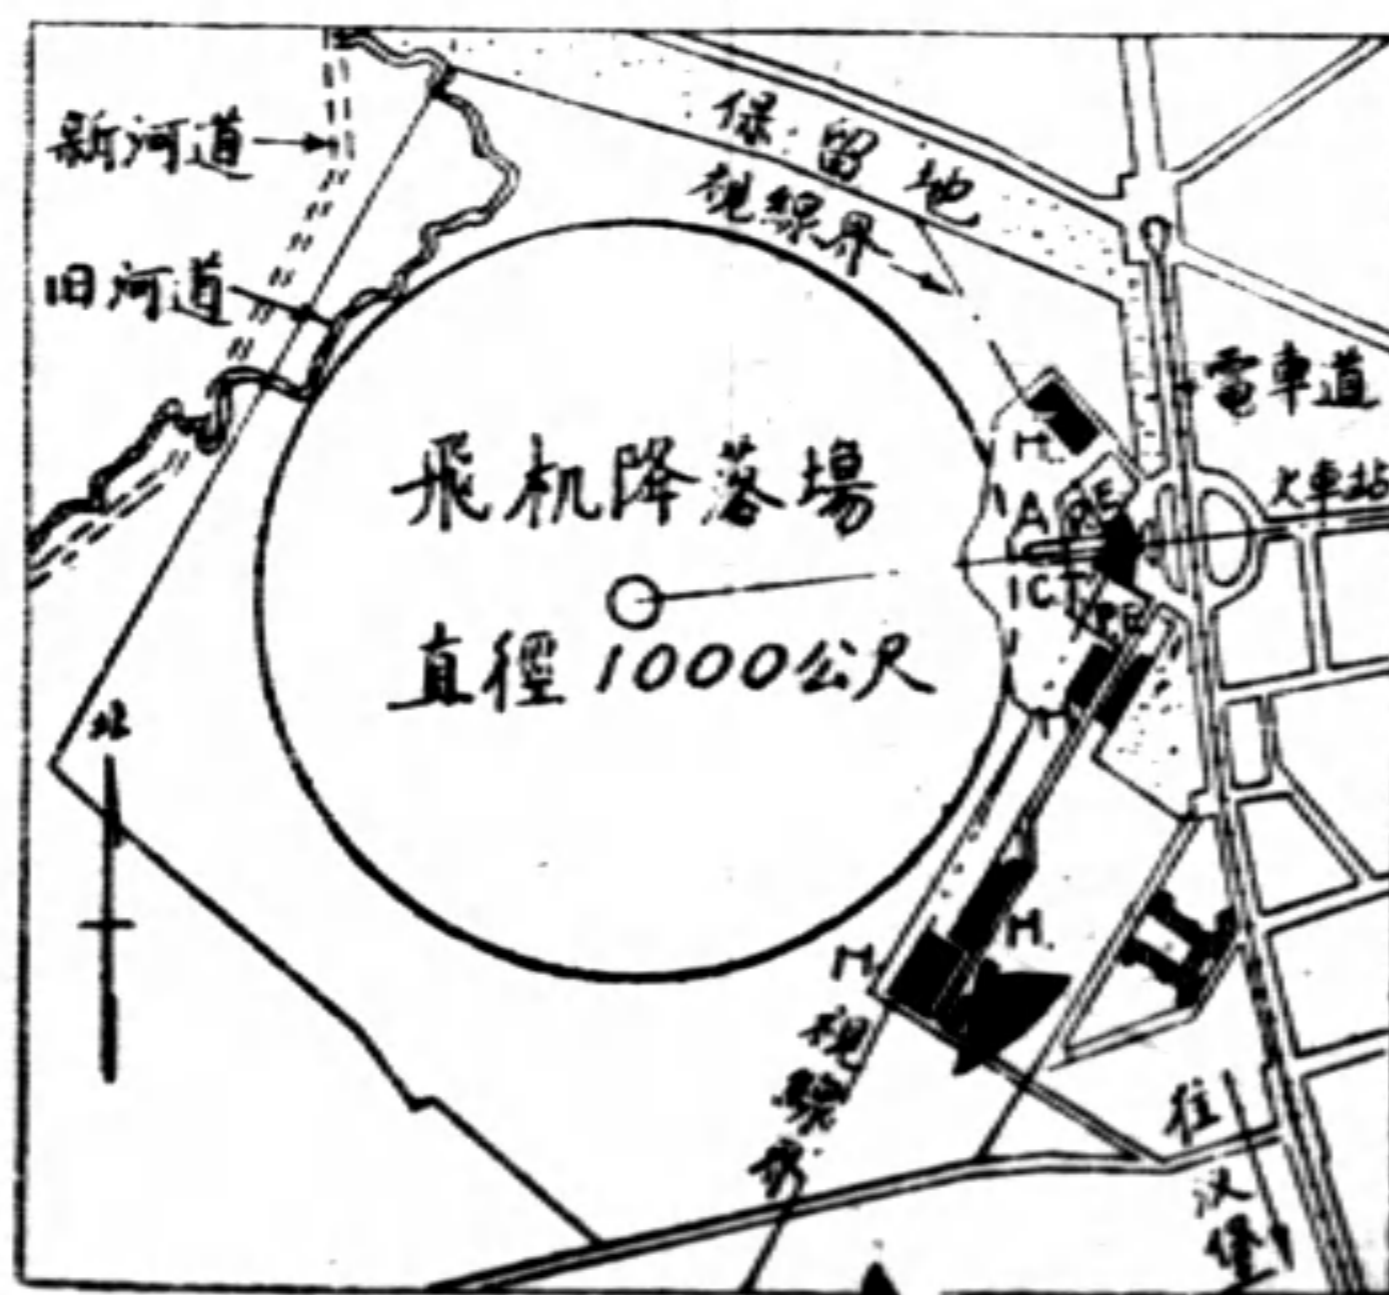 保留地
新河道
視線界
旧河道
電車道
H.
火車站
飛机降落場
A
C.T.
直徑 1000公尺
北
H.
H.
視線界
往
汉堡